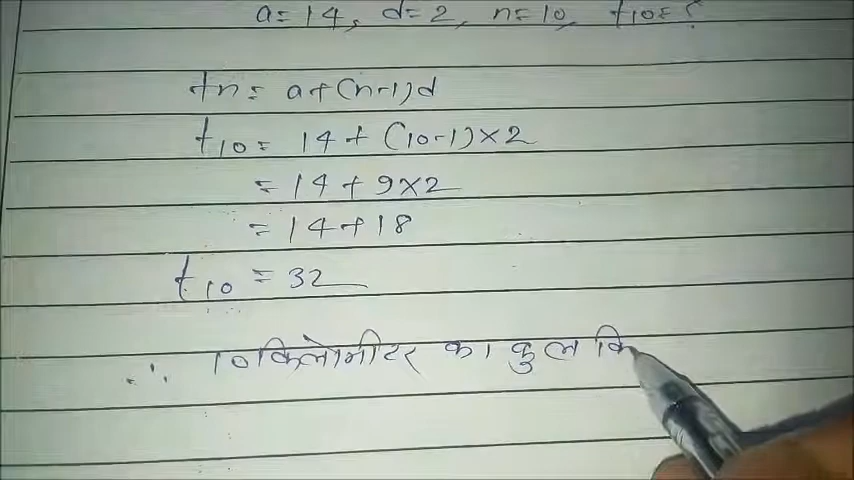 a = 14, d = 2, n = 10, t10 = ?
tn = a + (n-1)d
t10 = 14 + (10-1) × 2
= 14 + 9 × 2
= 14 + 18
t10 = 32
∴ 10 किलोमीटर का कुल कि